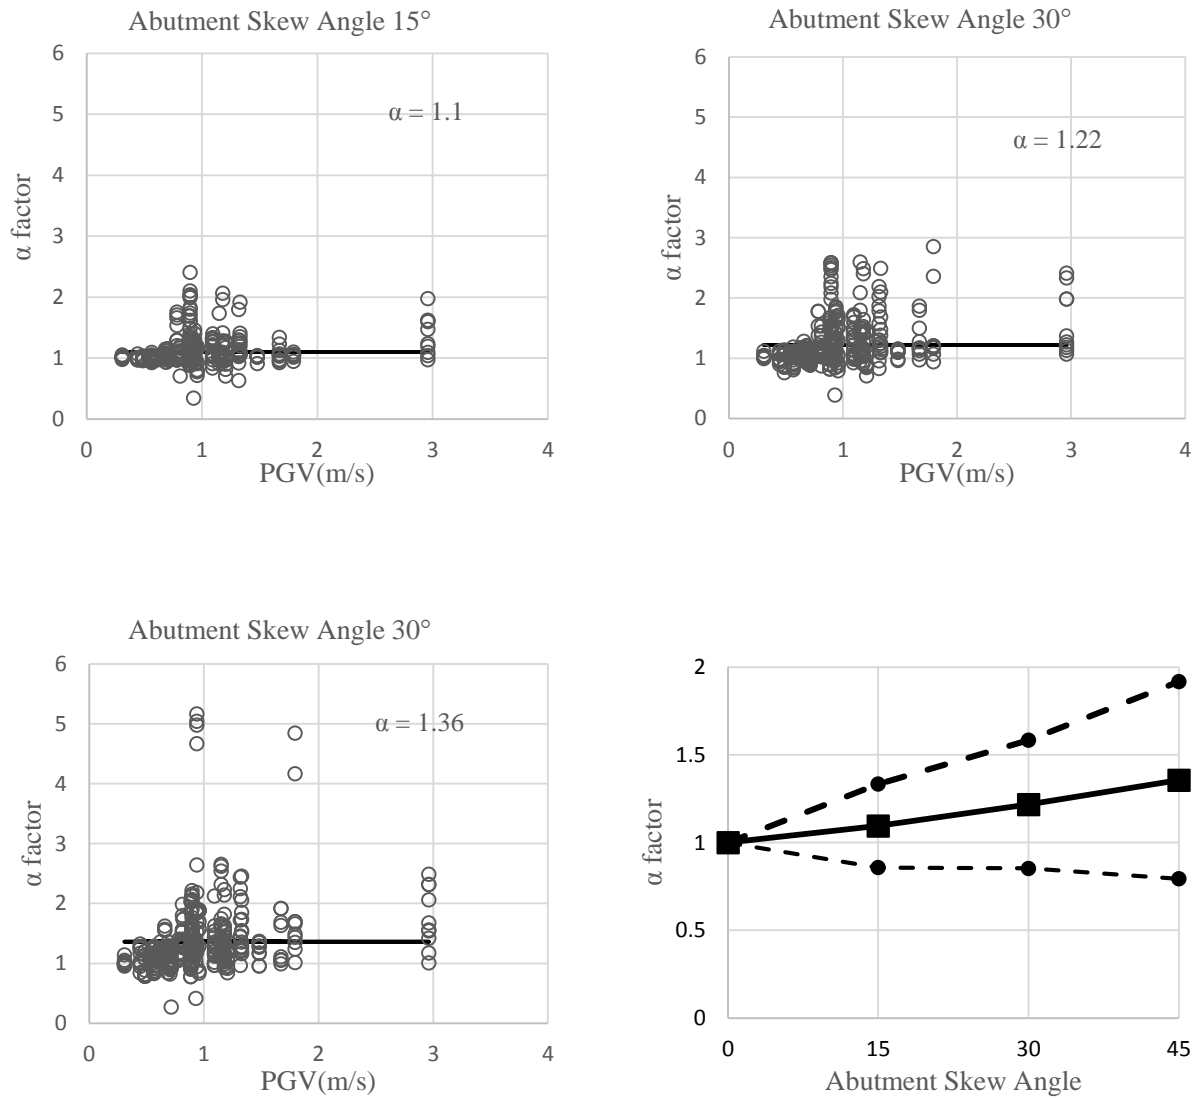 Abutment Skew Angle 15°
6
5
4
3
2
1
0
α factor
α = 1.1
0 1 2 3 4
PGV(m/s)
Abutment Skew Angle 30°
6
5
4
3
2
1
0
α factor
α = 1.22
0 1 2 3 4
PGV(m/s)
Abutment Skew Angle 30°
6
5
4
3
2
1
0
α factor
α = 1.36
0 1 2 3 4
PGV(m/s)
2
1.5
1
0.5
0
α factor
0 15 30 45
Abutment Skew Angle